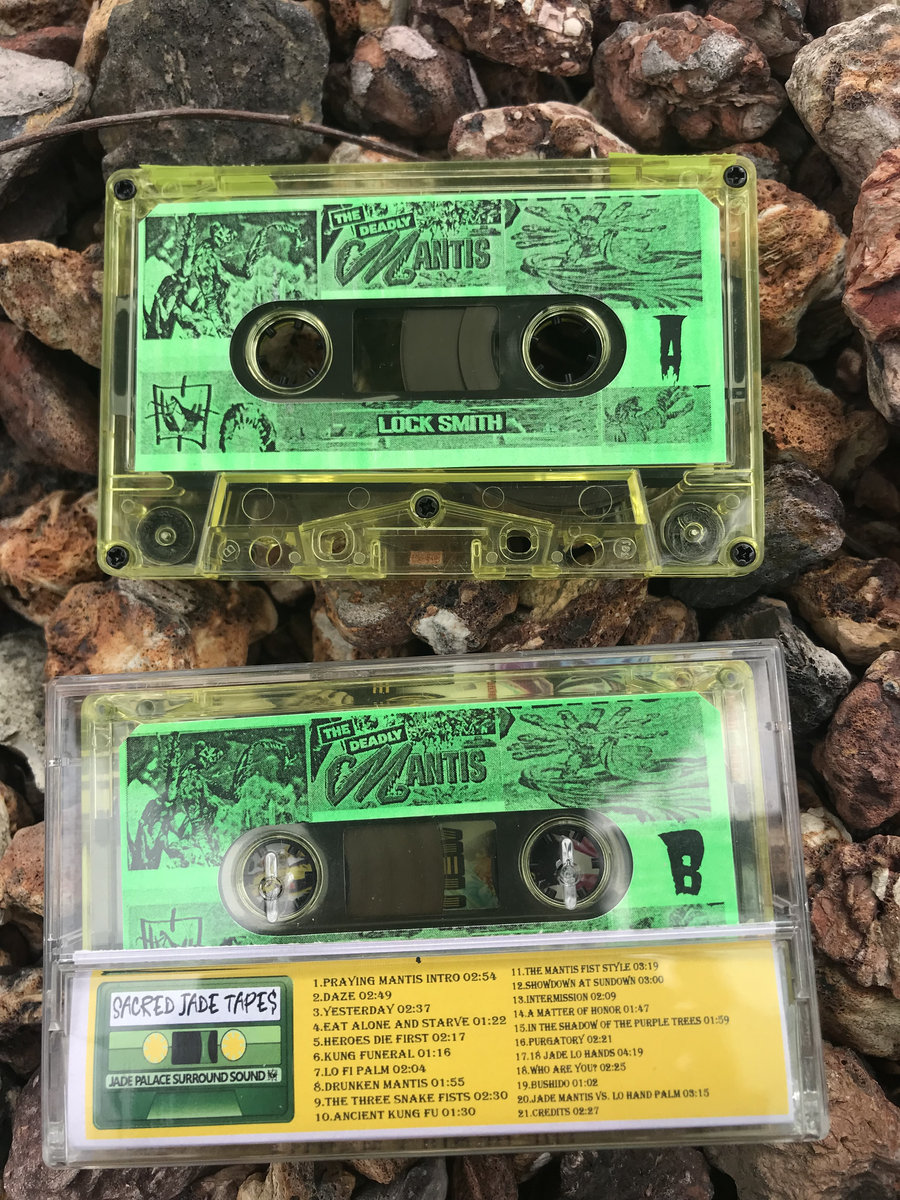 THE
DEADLY
MANTIS
A
LOCK SMITH
THE
DEADLY
MANTIS
B
SACRED JADE TAPE$
JADE PALACE SURROUND SOUND
1.PRAYING MANTIS INTRO 02:54
2.DAZE 02:49
3.YESTERDAY 02:37
4.EAT ALONE AND STARVE 01:22
5.HEROES DIE FIRST 02:17
6.KUNG FUNERAL 01:16
7.LO FI PALM 02:04
8.DRUNKEN MANTIS 01:55
9.THE THREE SNAKE FISTS 02:30
10.ANCIENT KUNG FU 01:30
11.THE MANTIS FIST STYLE 03:19
12.SHOWDOWN AT SUNDOWN 03:00
13.INTERMISSION 02:09
14.A MATTER OF HONOR 01:47
15.IN THE SHADOW OF THE PURPLE TREES 01:59
16.PURGATORY 02:21
17.18 JADE LO HANDS 04:19
18.WHO ARE YOU? 02:25
19.BUSHIDO 01:02
20.JADE MANTIS VS. LO HAND PALM 03:15
21.CREDITS 02:27